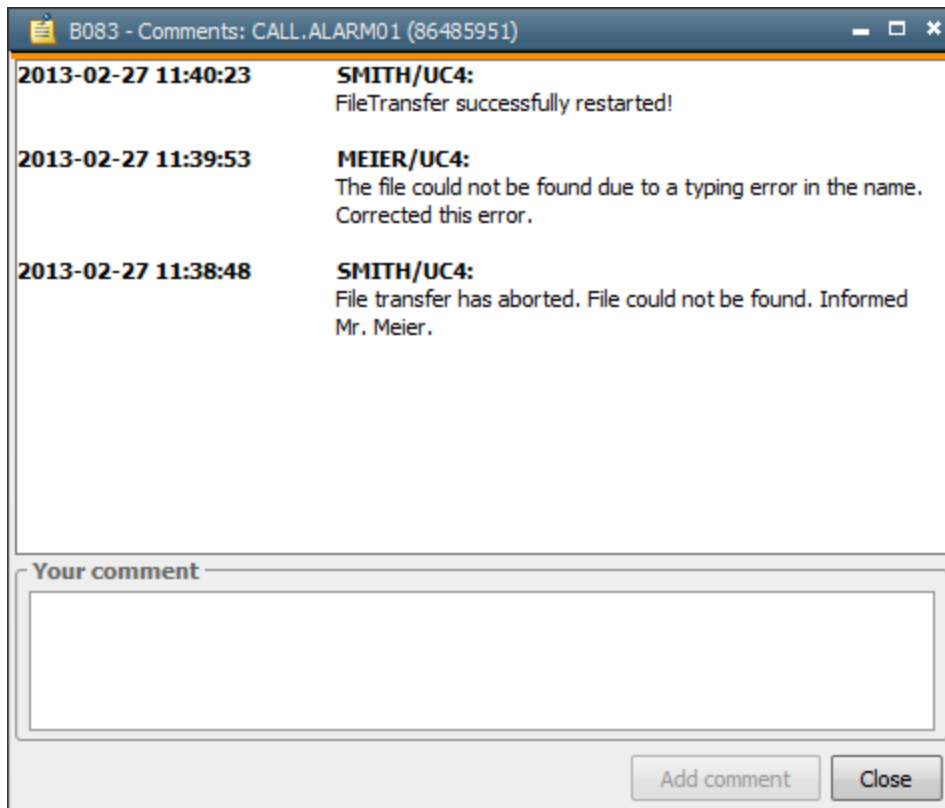 B083 - Comments: CALL.ALARM01 (86485951)
2013-02-27 11:40:23 SMITH/UC4:
FileTransfer successfully restarted!
2013-02-27 11:39:53 MEIER/UC4:
The file could not be found due to a typing error in the name.
Corrected this error.
2013-02-27 11:38:48 SMITH/UC4:
File transfer has aborted. File could not be found. Informed
Mr. Meier.
Your comment
Add comment Close